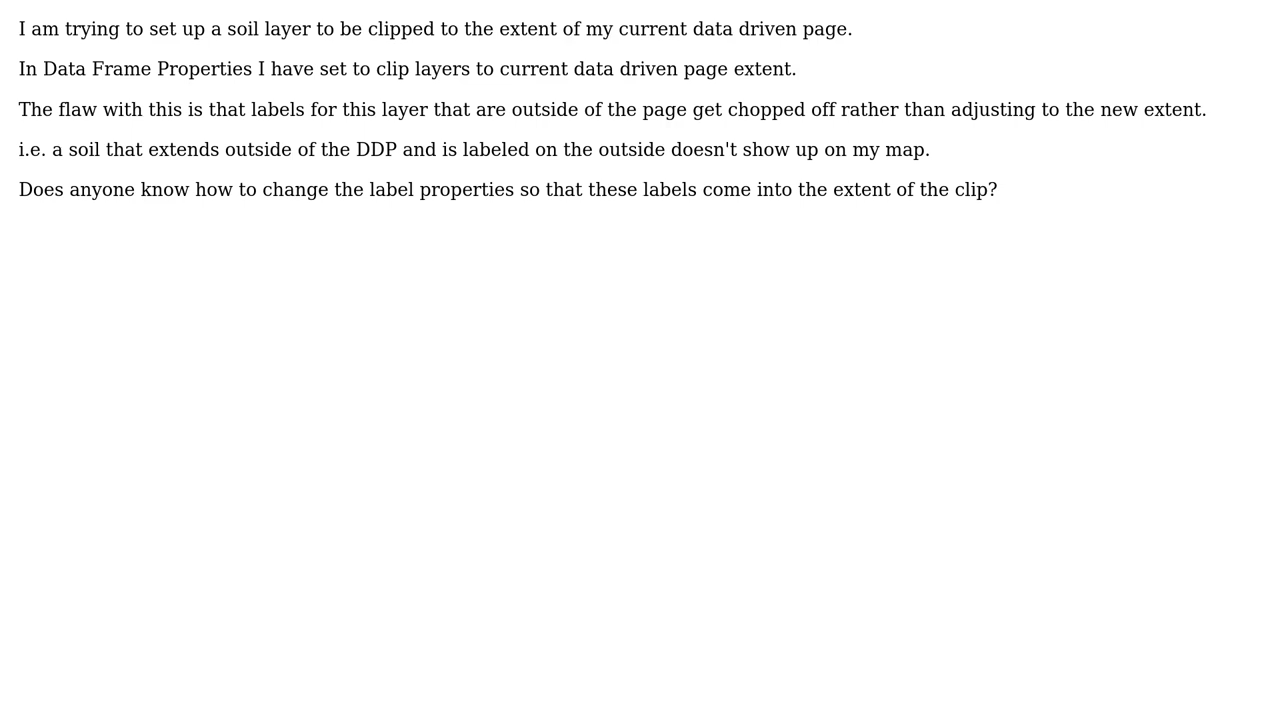 I am trying to set up a soil layer to be clipped to the extent of my current data driven page.
In Data Frame Properties I have set to clip layers to current data driven page extent.
The flaw with this is that labels for this layer that are outside of the page get chopped off rather than adjusting to the new extent.
i.e. a soil that extends outside of the DDP and is labeled on the outside doesn't show up on my map.
Does anyone know how to change the label properties so that these labels come into the extent of the clip?